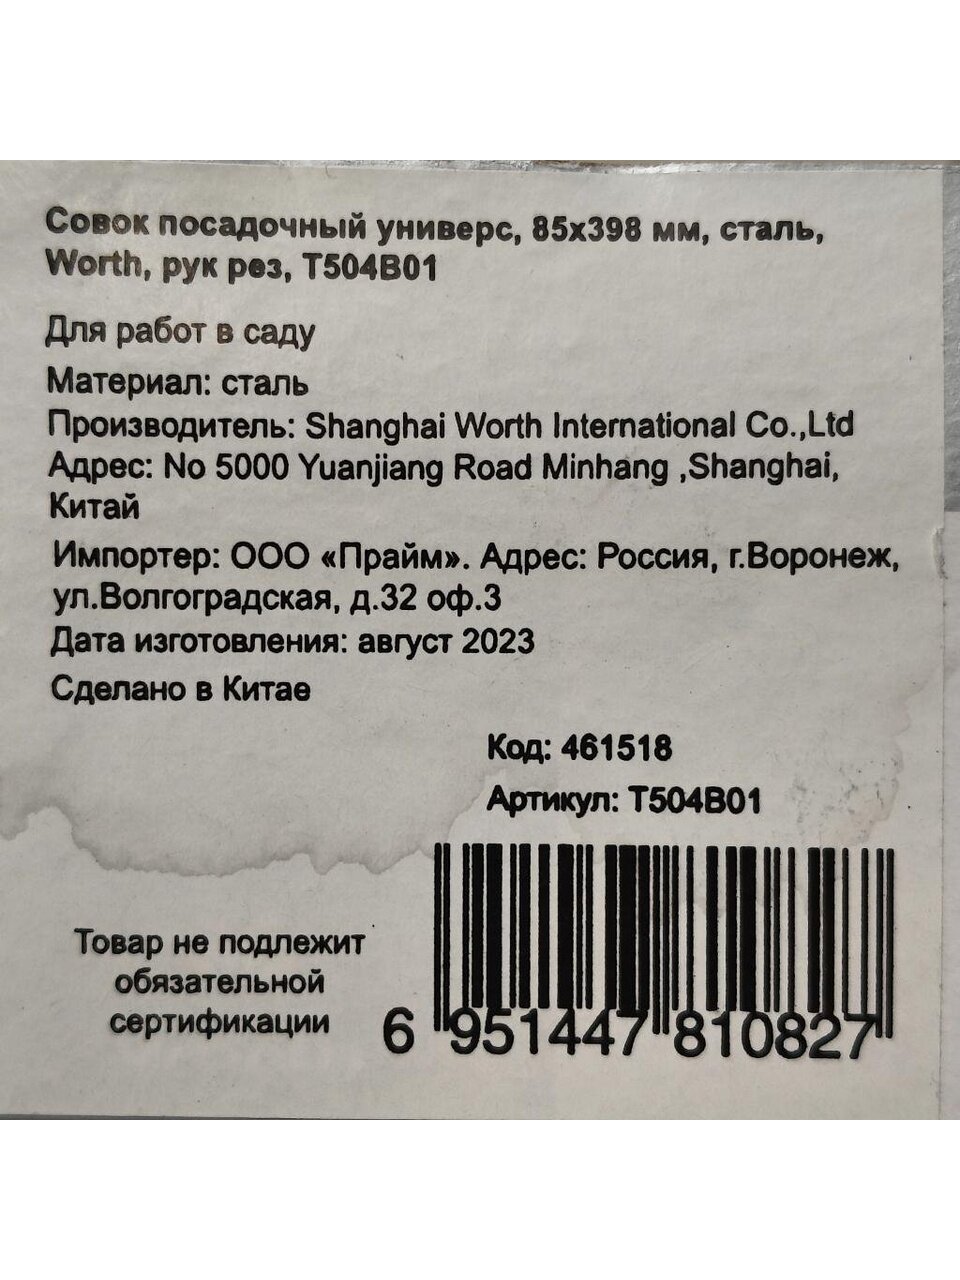 Совок посадочный универс, 85х398 мм, сталь,
Worth, рук рез, T504B01
Для работ в саду
Материал: сталь
Производитель: Shanghai Worth International Co.,Ltd
Адрес: No 5000 Yuanjiang Road Minhang ,Shanghai,
Китай
Импортер: ООО «Прайм». Адрес: Россия, г.Воронеж,
ул.Волгоградская, д.32 оф.3
Дата изготовления: август 2023
Сделано в Китае
Код: 461518
Артикул: T504B01
Товар не подлежит
обязательной
сертификации
6 951447 810827